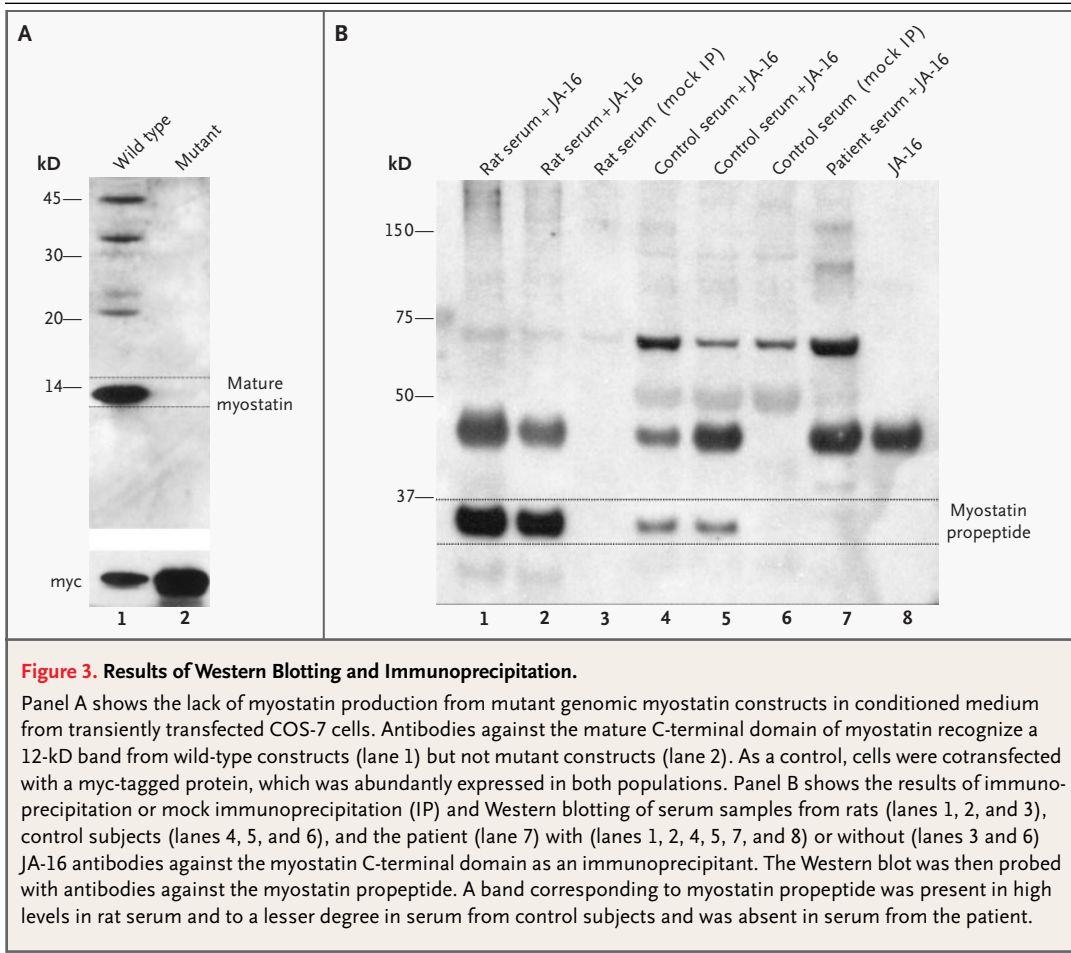 A
B
Wild type
Mutant
kD
45
30
20
14
Mature
myostatin
myc
1 2
Rat serum+JA-16
Rat serum+JA-16
Rat serum (mock IP)
Control serum+JA-16
Control serum+JA-16
Control serum (mock IP)
Patient serum+JA-16
JA-16
kD
150
75
50
37
Myostatin
propeptide
1 2 3 4 5 6 7 8
Figure 3. Results of Western Blotting and Immunoprecipitation.
Panel A shows the lack of myostatin production from mutant genomic myostatin constructs in conditioned medium
from transiently transfected COS-7 cells. Antibodies against the mature C-terminal domain of myostatin recognize a
12-kD band from wild-type constructs (lane 1) but not mutant constructs (lane 2). As a control, cells were cotransfected
with a myc-tagged protein, which was abundantly expressed in both populations. Panel B shows the results of immuno-
precipitation or mock immunoprecipitation (IP) and Western blotting of serum samples from rats (lanes 1, 2, and 3),
control subjects (lanes 4, 5, and 6), and the patient (lane 7) with (lanes 1, 2, 4, 5, 7, and 8) or without (lanes 3 and 6)
JA-16 antibodies against the myostatin C-terminal domain as an immunoprecipitant. The Western blot was then probed
with antibodies against the myostatin propeptide. A band corresponding to myostatin propeptide was present in high
levels in rat serum and to a lesser degree in serum from control subjects and was absent in serum from the patient.